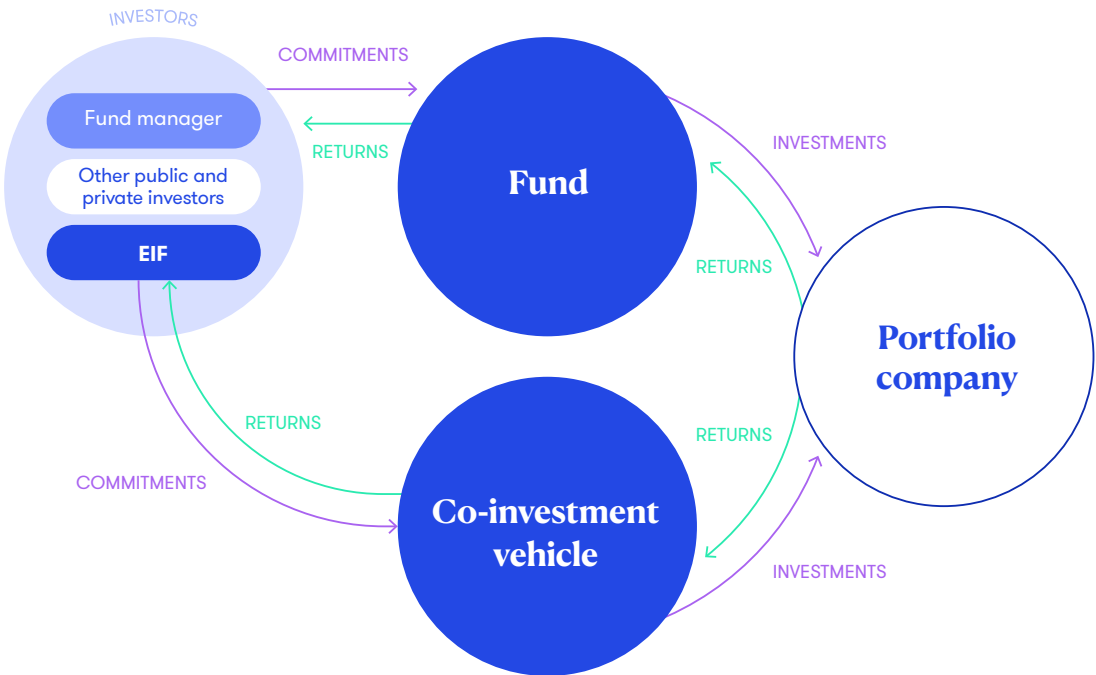 INVESTORS
COMMITMENTS
Fund manager
RETURNS
Other public and
private investors
EIF
Fund
INVESTMENTS
RETURNS
Portfolio
company
RETURNS
COMMITMENTS
Co-investment
vehicle
RETURNS
INVESTMENTS